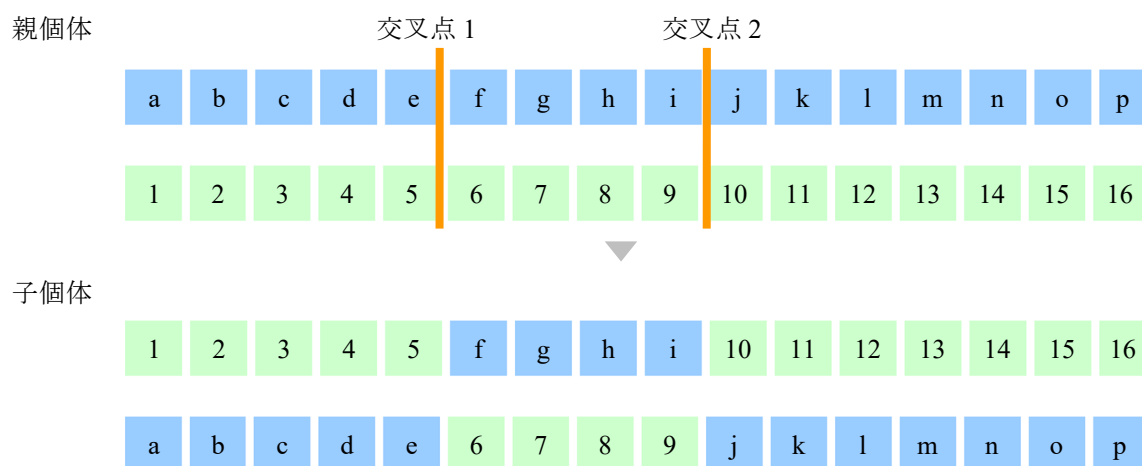 親個体 交叉点 1 交叉点 2
a b c d e f g h i j k l m n o p
1 2 3 4 5 6 7 8 9 10 11 12 13 14 15 16
子個体
1 2 3 4 5 f g h i 10 11 12 13 14 15 16
a b c d e 6 7 8 9 j k l m n o p